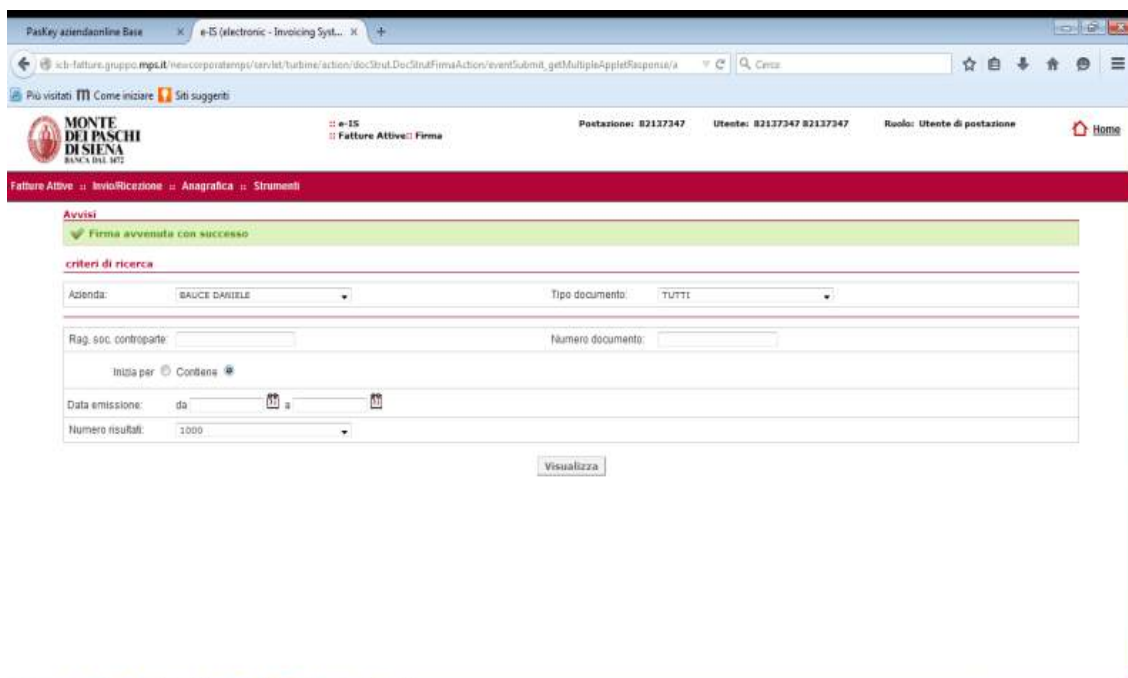 PasKey aziendaonline Base × e-IS (electronic - Invoicing Syst... × +
ich-fatture.gruppo.mps.it/newcorporatemps/servlet/turbine/action/docStrut.DocStrutFirmaAction/eventSubmit_getMultipleAppletResponse/a Cerca
Più visitati Come iniziare Siti suggeriti
MONTE
DEI PASCHI
DI SIENA
BANCA DAL 1472
:: e-IS
:: Fatture Attive:: Firma
Postazione: 82137347 Utente: 82137347 82137347 Ruolo: Utente di postazione Home
Fatture Attive :: Invio/Ricezione :: Anagrafica :: Strumenti
Avvisi
Firma avvenuta con successo
criteri di ricerca
Azienda: BAUCE DANIELE Tipo documento: TUTTI
Rag. soc. controparte: Numero documento:
Inizia per Contiene
Data emissione: da a
Numero risultati: 1000
Visualizza